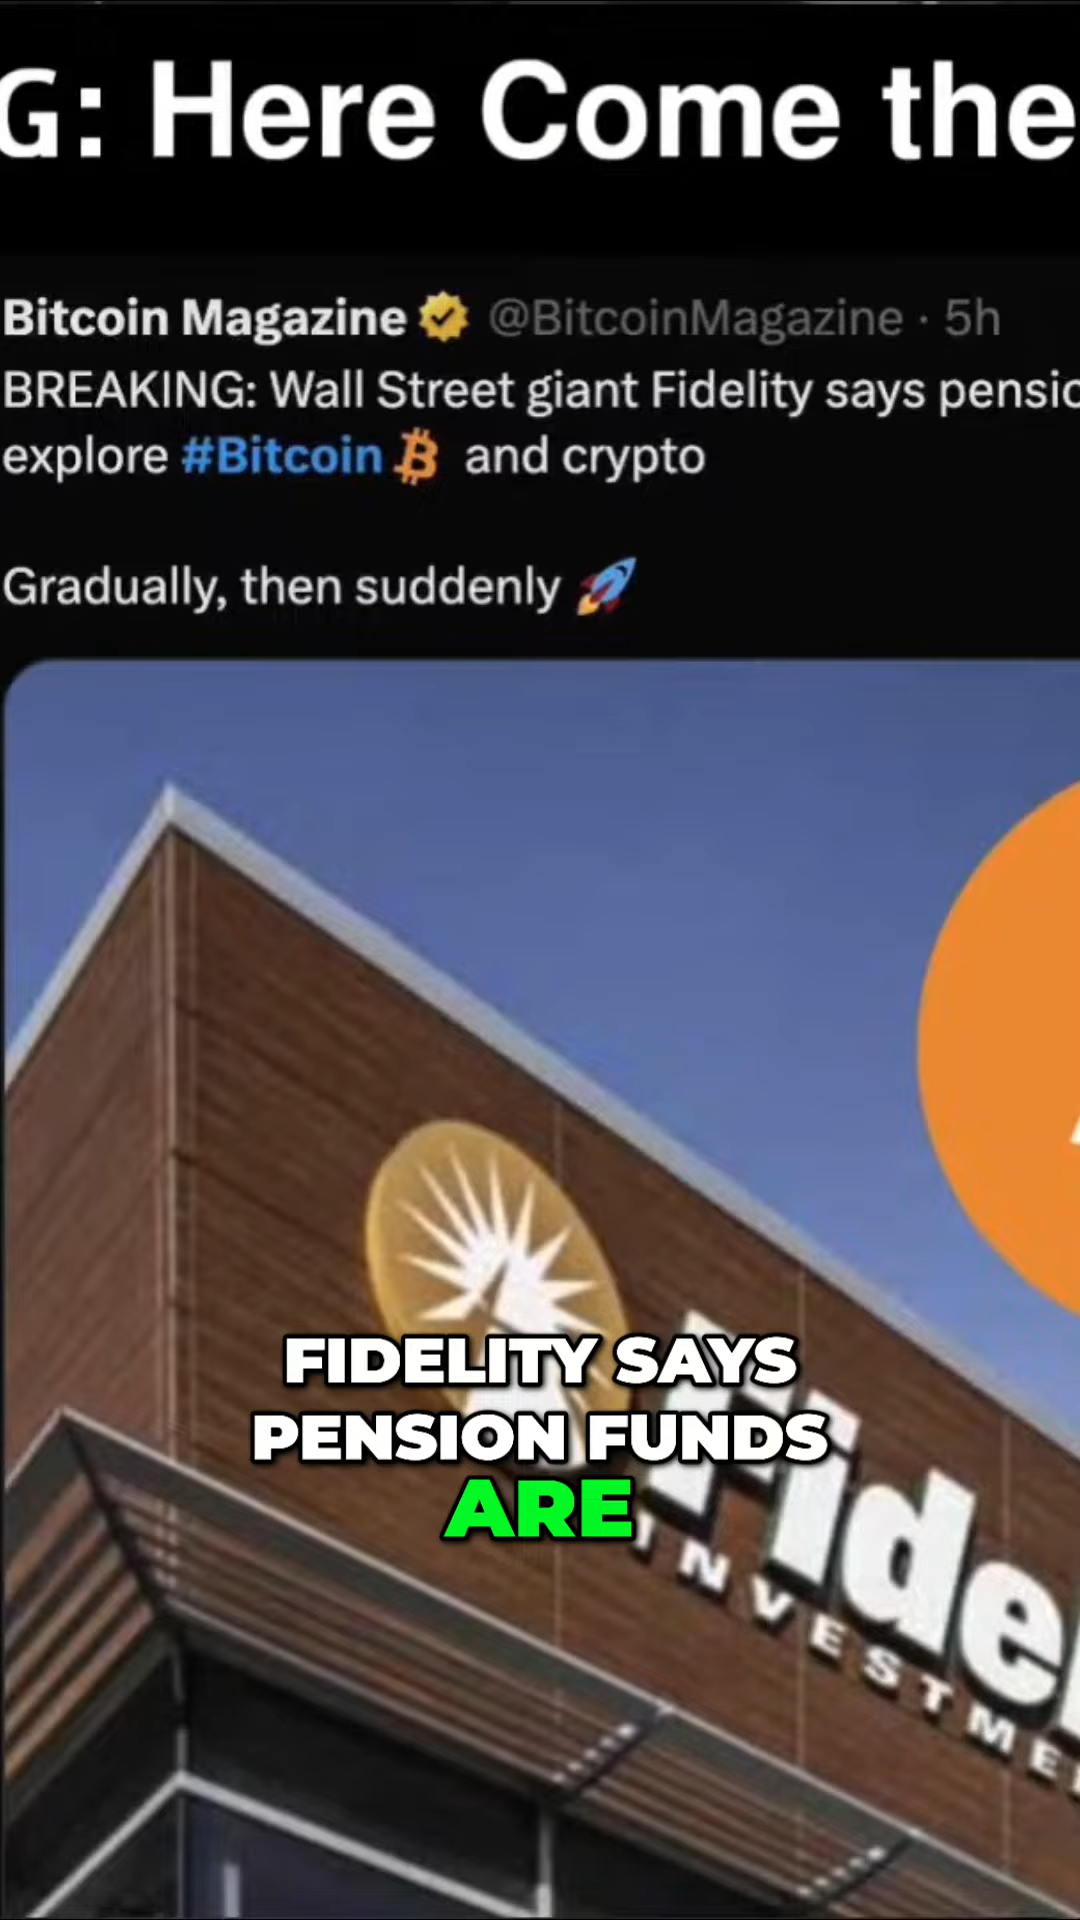 G: Here Come the
Bitcoin Magazine @BitcoinMagazine · 5h
BREAKING: Wall Street giant Fidelity says pensio
explore #Bitcoin and crypto
Gradually, then suddenly
FIDELITY SAYS
PENSION FUNDS
ARE
Fidel
INVESTME